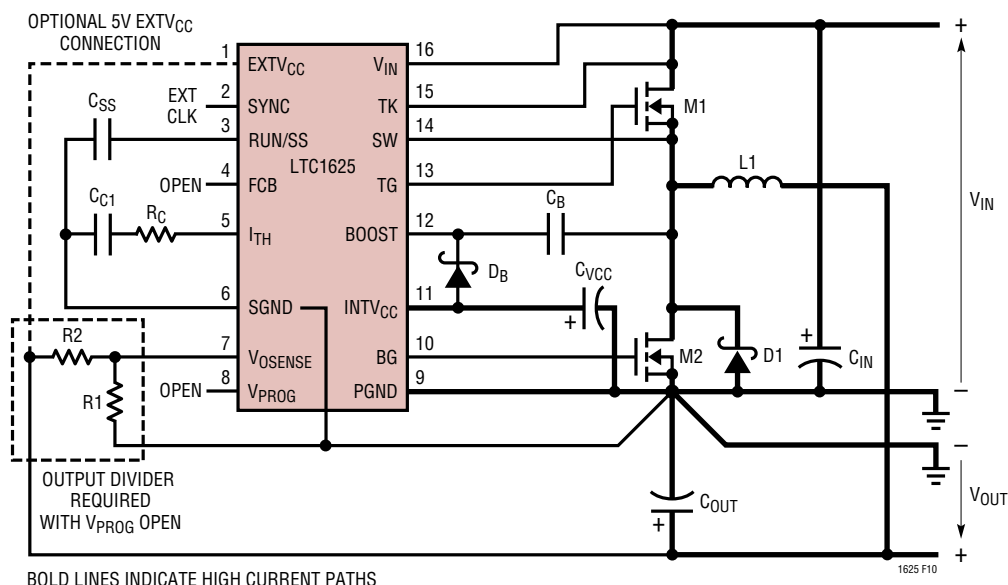 OPTIONAL 5V EXTVCC
CONNECTION
1
EXTVCC
2
EXT
CLK
SYNC
3
CSS
RUN/SS
4
OPEN
FCB
5
CC1
RC
ITH
6
SGND
7
R2
VOSENSE
8
OPEN
VPROG
R1
LTC1625
VIN
16
TK
15
SW
14
TG
13
BOOST
12
INTVCC
11
BG
10
PGND
9
M1
L1
CB
DB
CVCC
+
M2
D1
+
CIN
+
VIN
–
–
VOUT
+
COUT
+
OUTPUT DIVIDER
REQUIRED
WITH VPROG OPEN
1625 F10
BOLD LINES INDICATE HIGH CURRENT PATHS